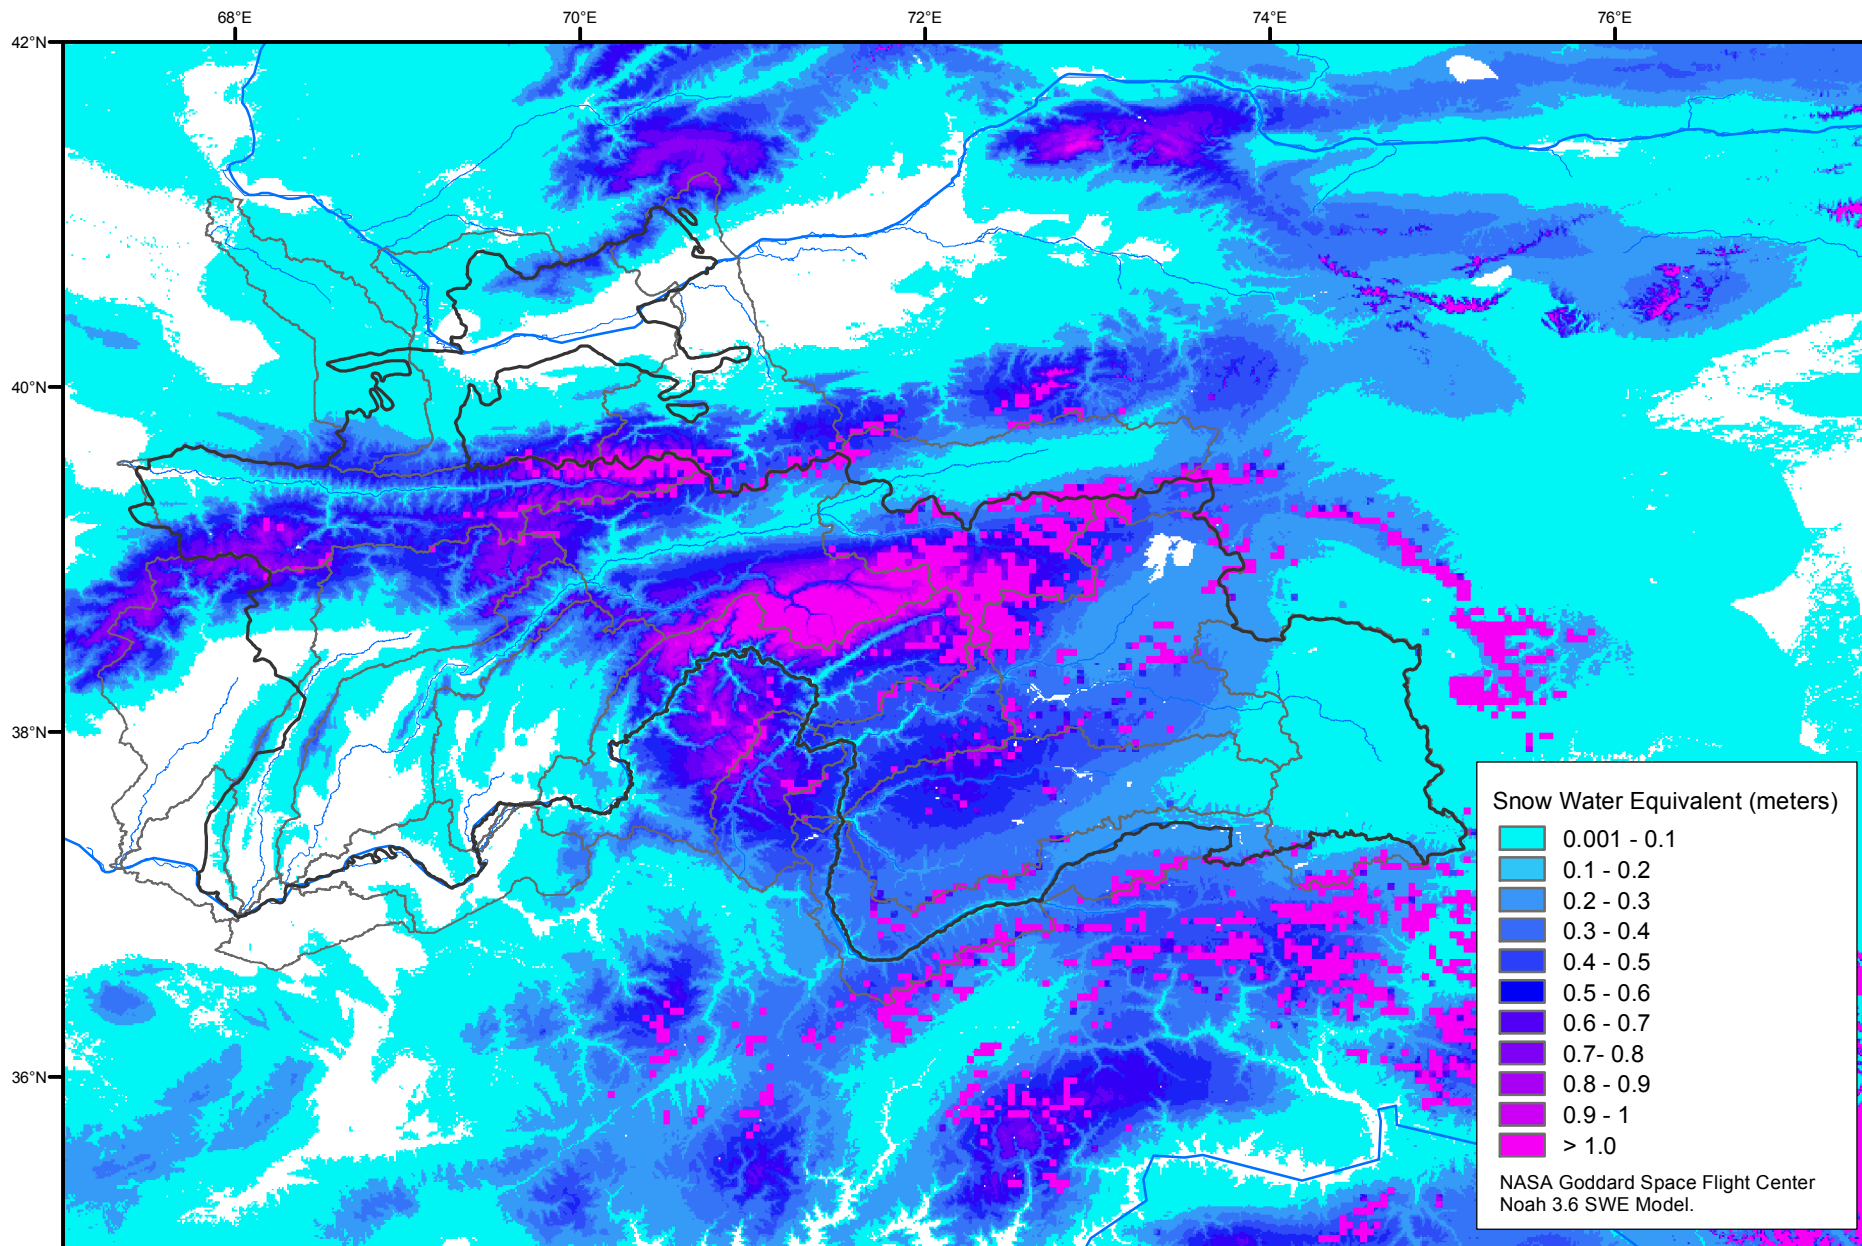 68°E 70°E 72°E 74°E 76°E
42°N
40°N
38°N
36°N
Snow Water Equivalent (meters)
0.001 - 0.1
0.1 - 0.2
0.2 - 0.3
0.3 - 0.4
0.4 - 0.5
0.5 - 0.6
0.6 - 0.7
0.7- 0.8
0.8 - 0.9
0.9 - 1
> 1.0
NASA Goddard Space Flight Center
Noah 3.6 SWE Model.